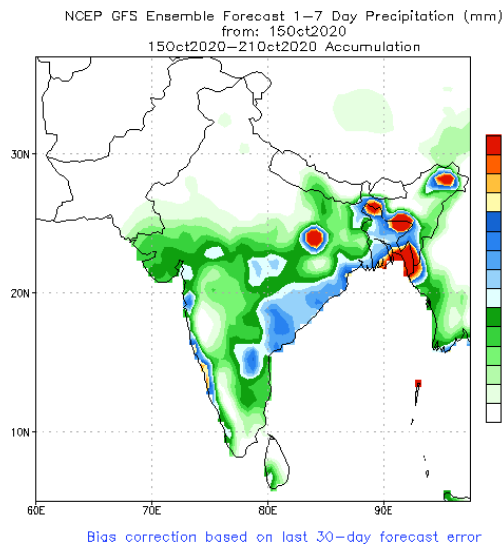 NCEP GFS Ensemble Forecast 1-7 Day Precipitation (mm)
from: 15Oct2020
15Oct2020-21Oct2020 Accumulation
30N
20N
10N
60E
70E
80E
90E
Bias correction based on last 30-day forecast error